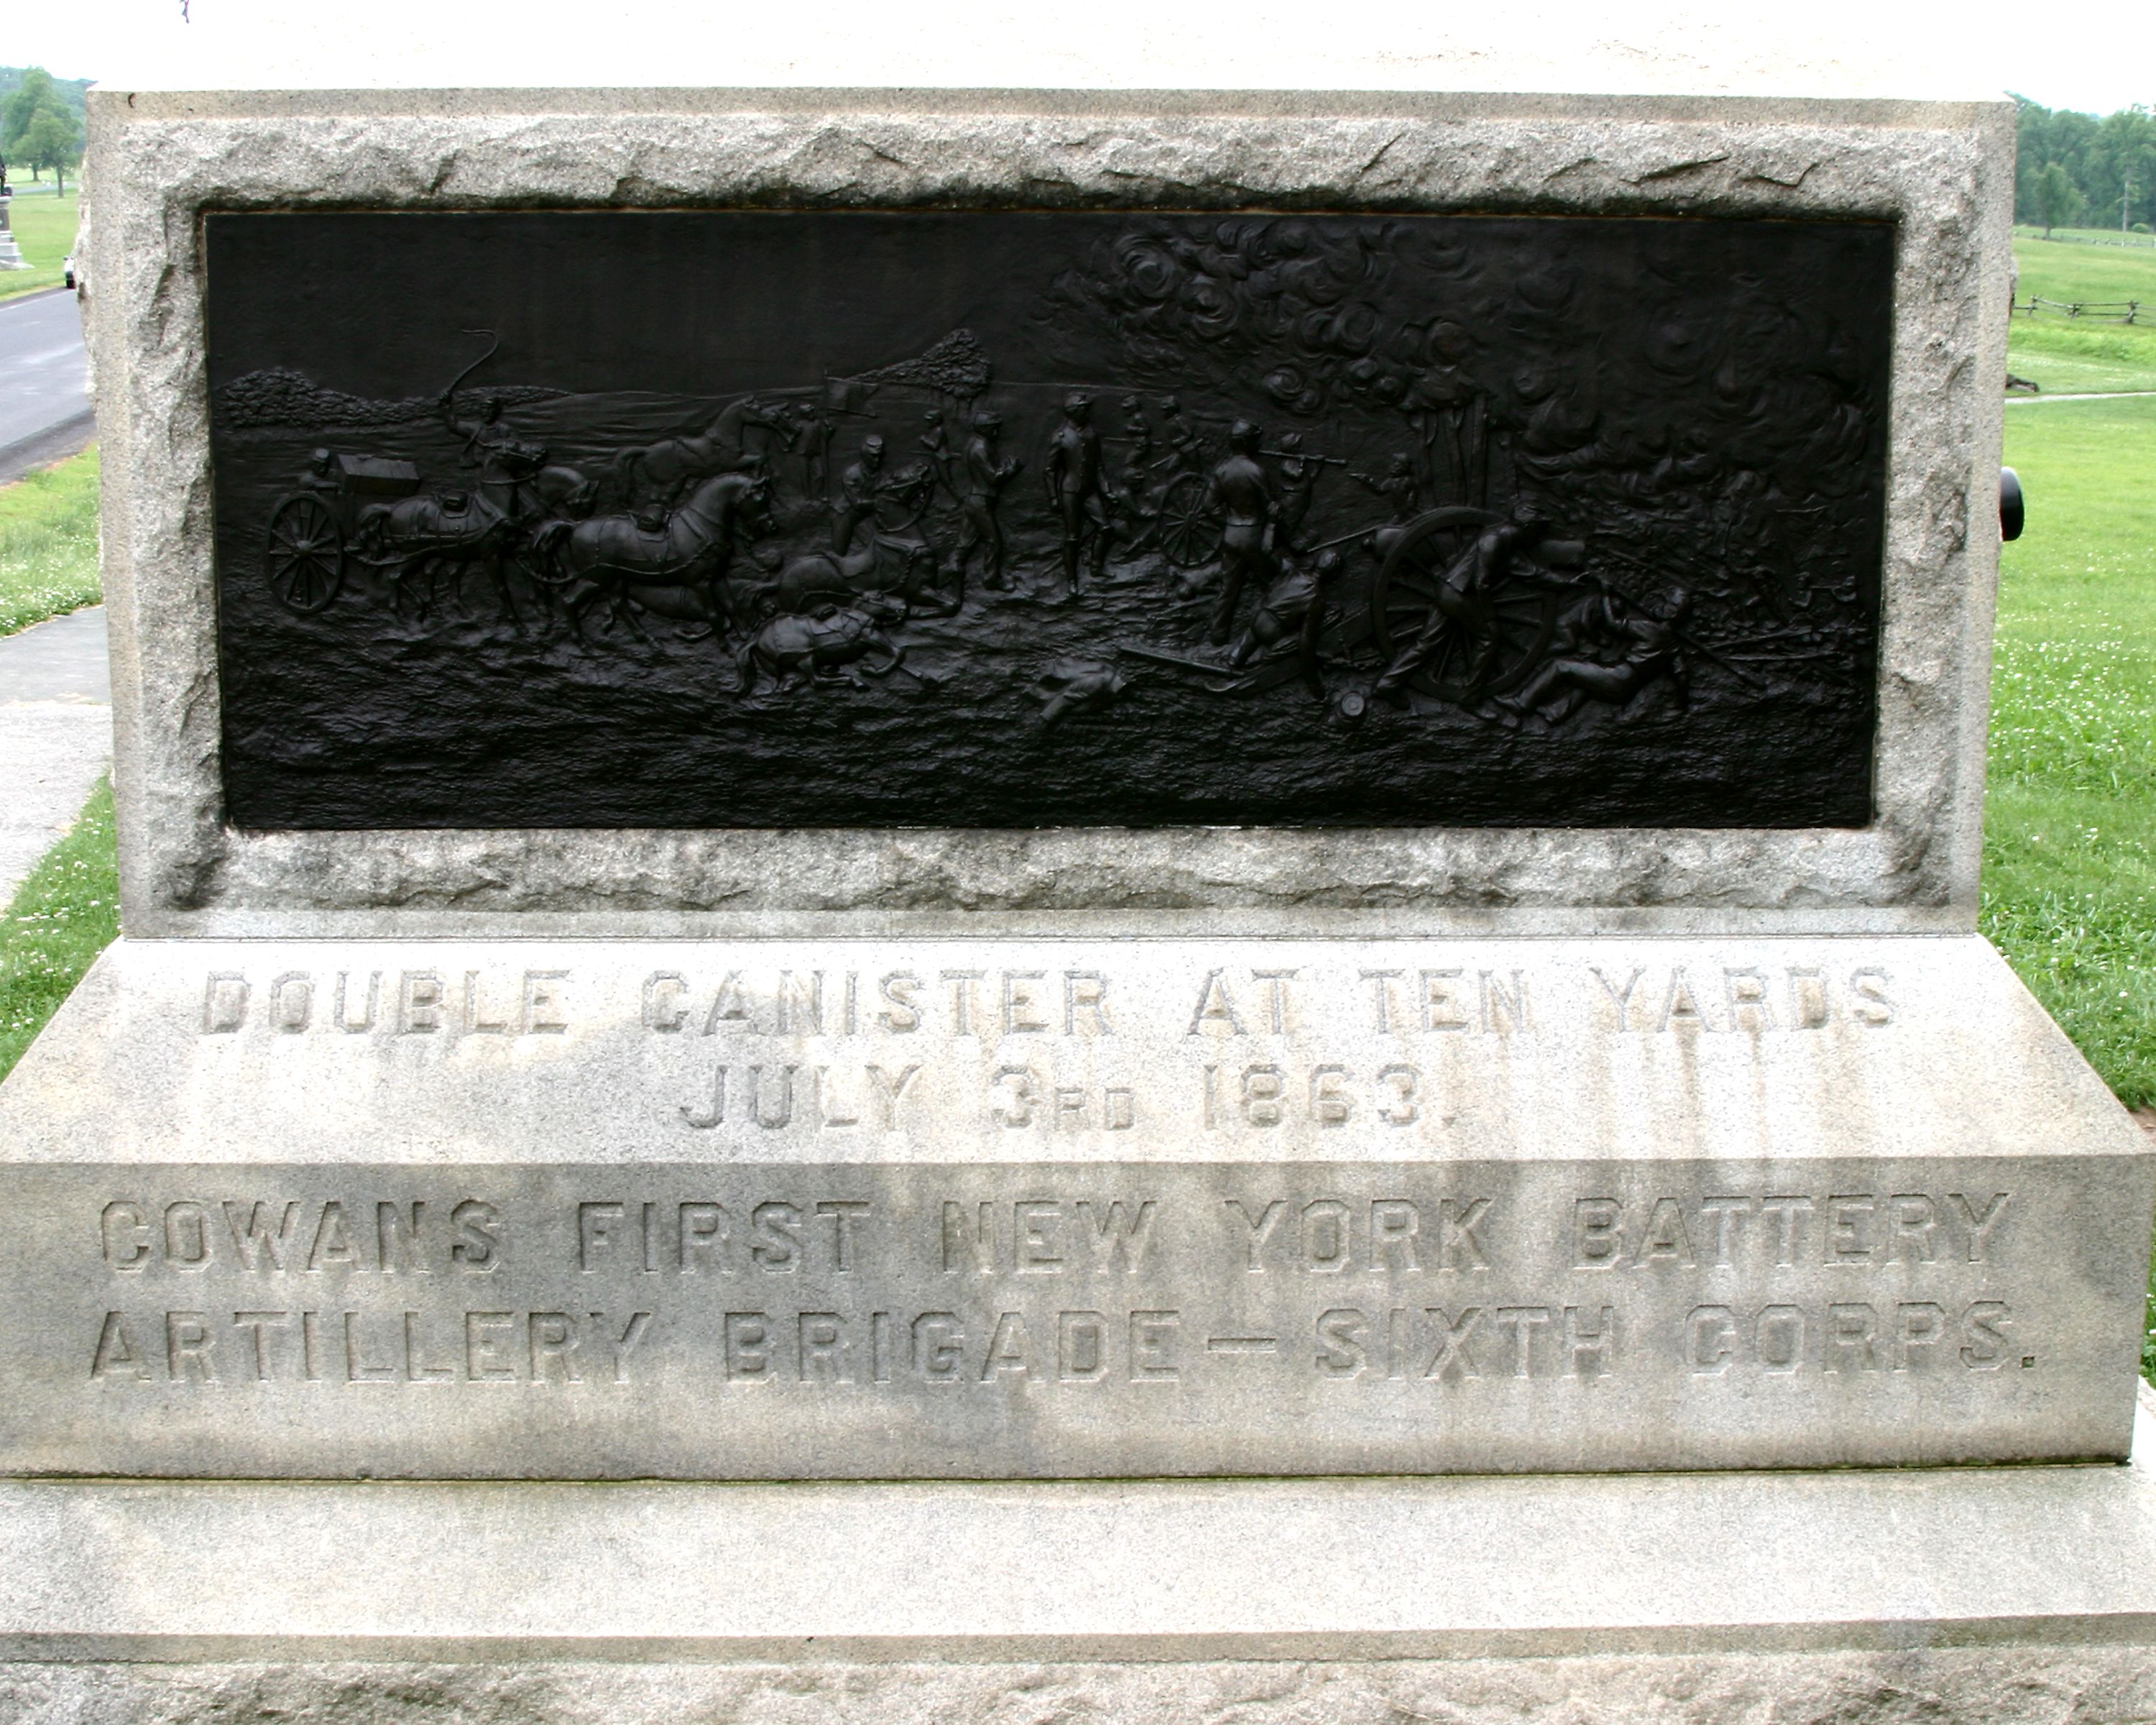 DOUBLE CANISTER AT TEN YARDS
JULY 3RD 1863.
COWANS FIRST NEW YORK BATTERY
ARTILLERY BRIGADE—SIXTH CORPS.